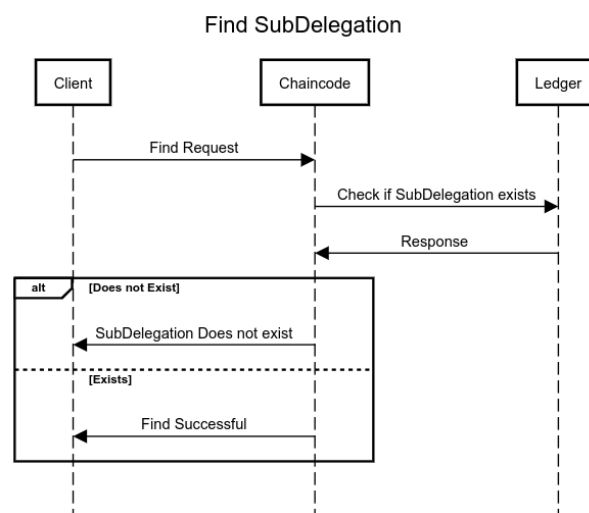 Find SubDelegation
Client
Chaincode
Ledger
Find Request
Check if SubDelegation exists
Response
alt
[Does not Exist]
SubDelegation Does not exist
[Exists]
Find Successful